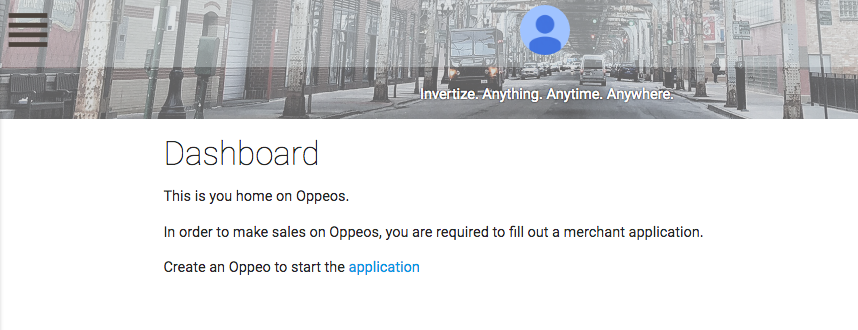 Invertize. Anything. Anytime. Anywhere.
Dashboard
This is you home on Oppeos.
In order to make sales on Oppeos, you are required to fill out a merchant application.
Create an Oppeo to start the application